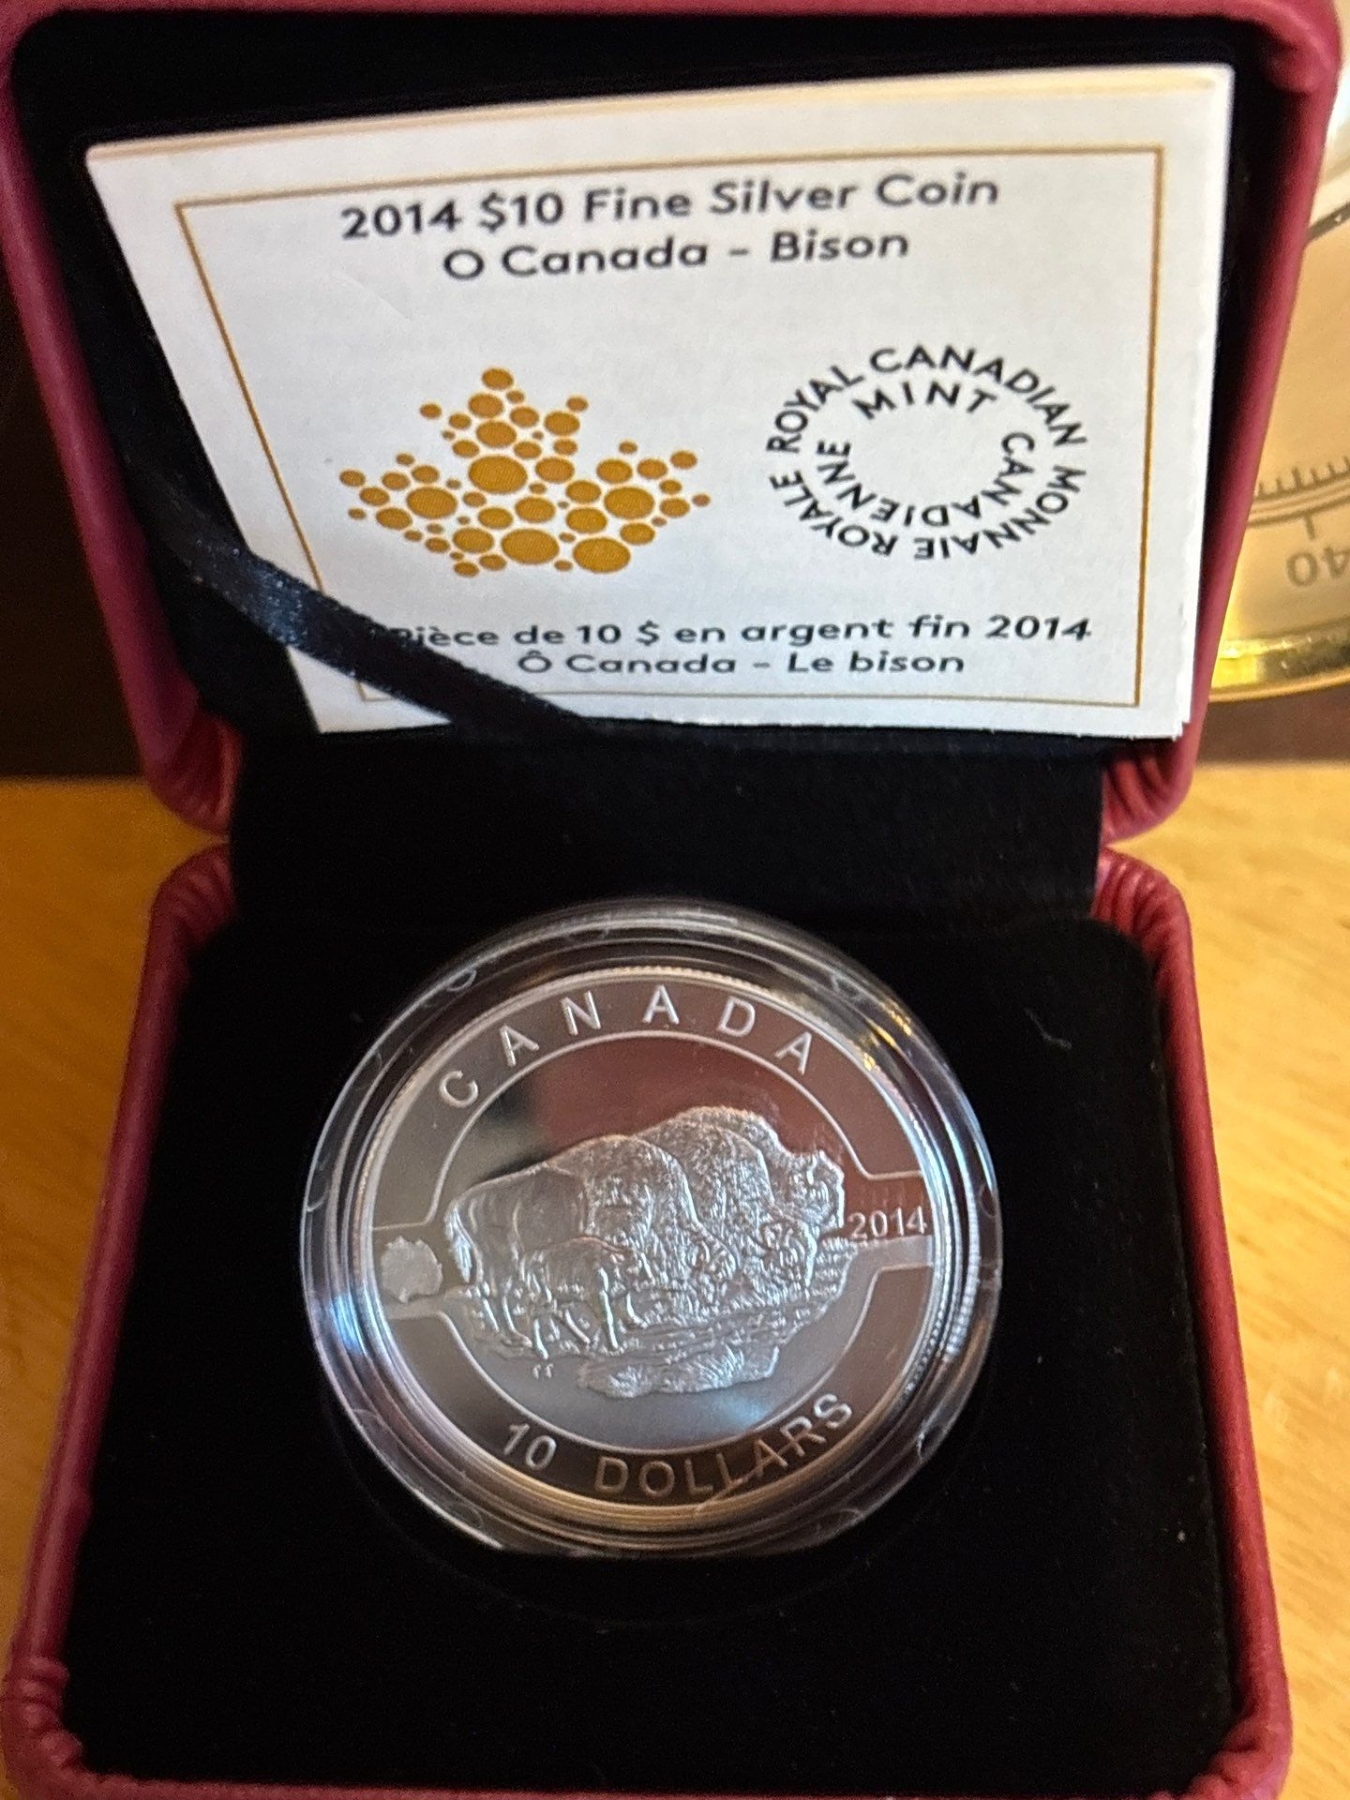 2014 $10 Fine Silver Coin
O Canada – Bison
ROYAL CANADIAN MINT
MONNAIE ROYALE CANADIENNE
Pièce de 10 $ en argent fin 2014
Ô Canada – Le bison
40
CANADA
2014
10 DOLLARS